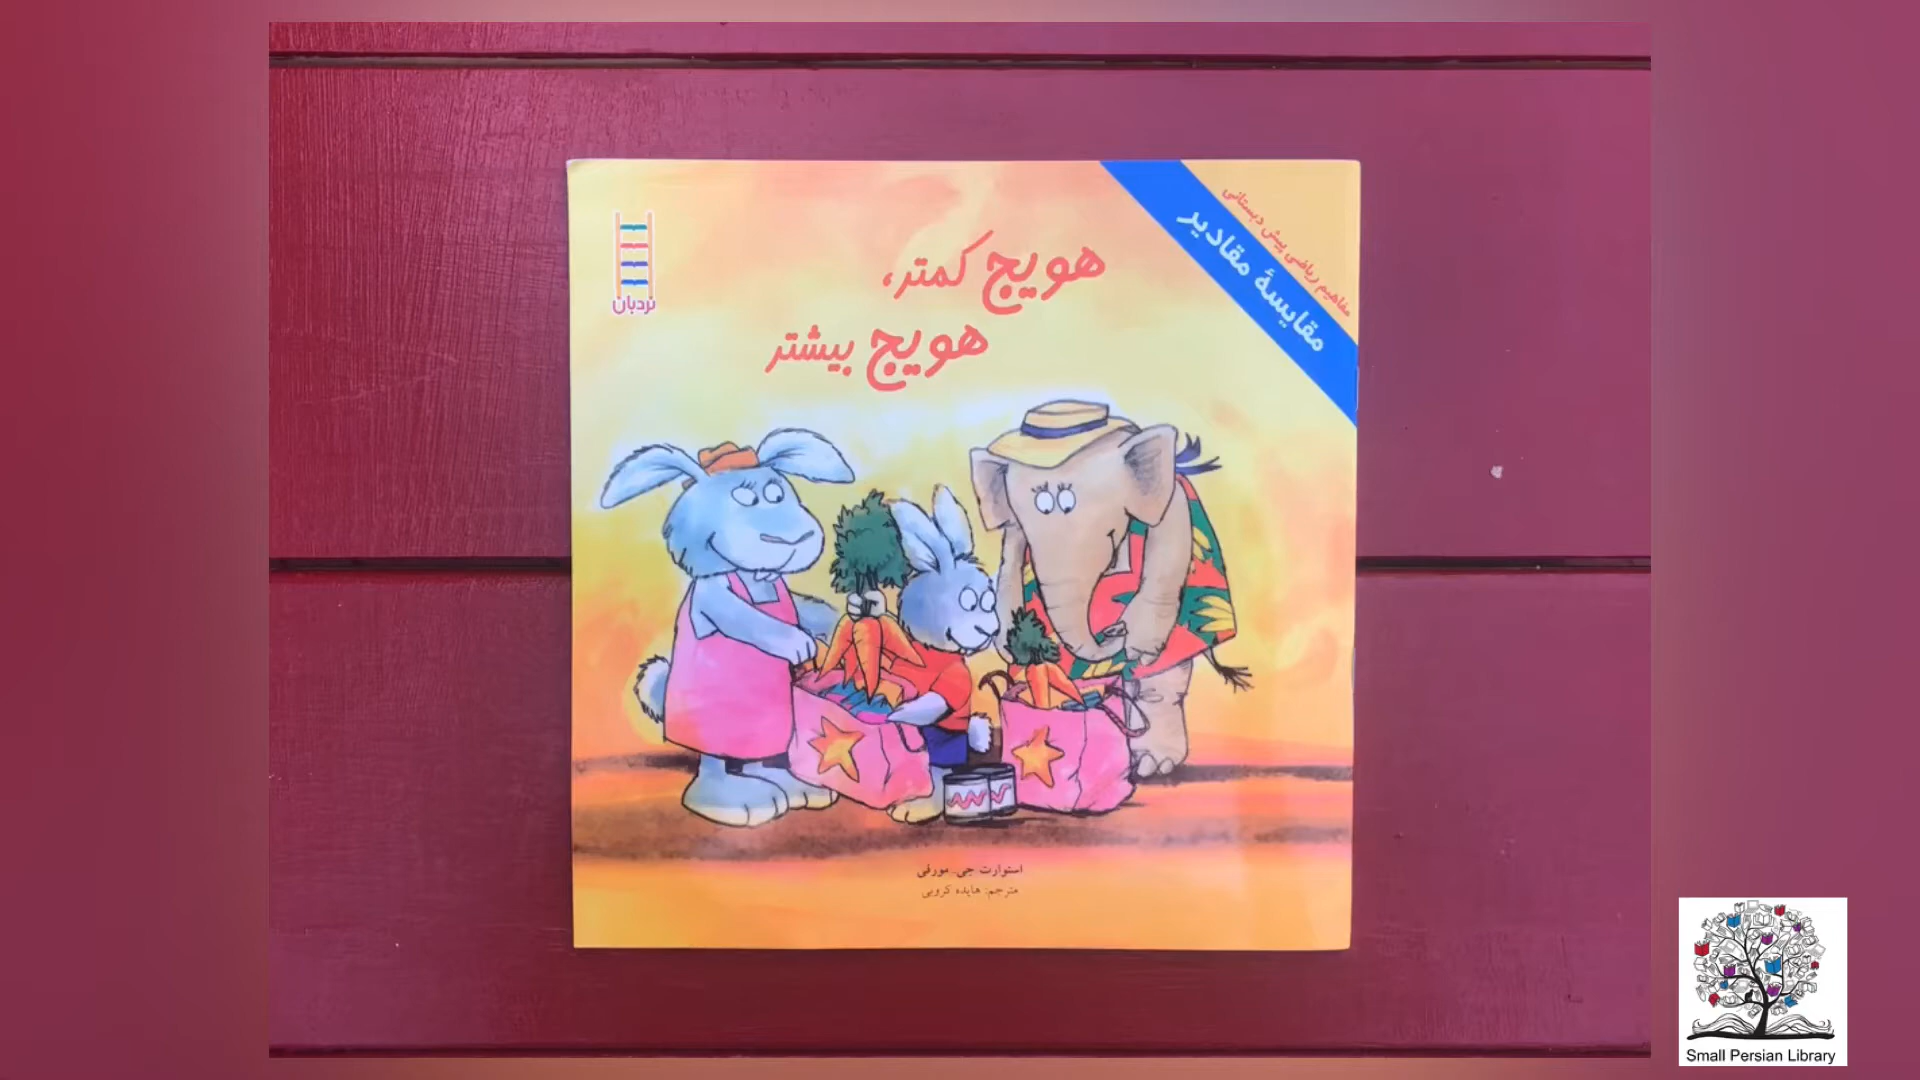 مفاهیم ریاضی پیش دبستانی
مقایسهٔ مقادیر
نردبان
هویج کمتر،
هویج بیشتر
استوارت جی. مورفی
مترجم: هایده کروبی
Small Persian Library